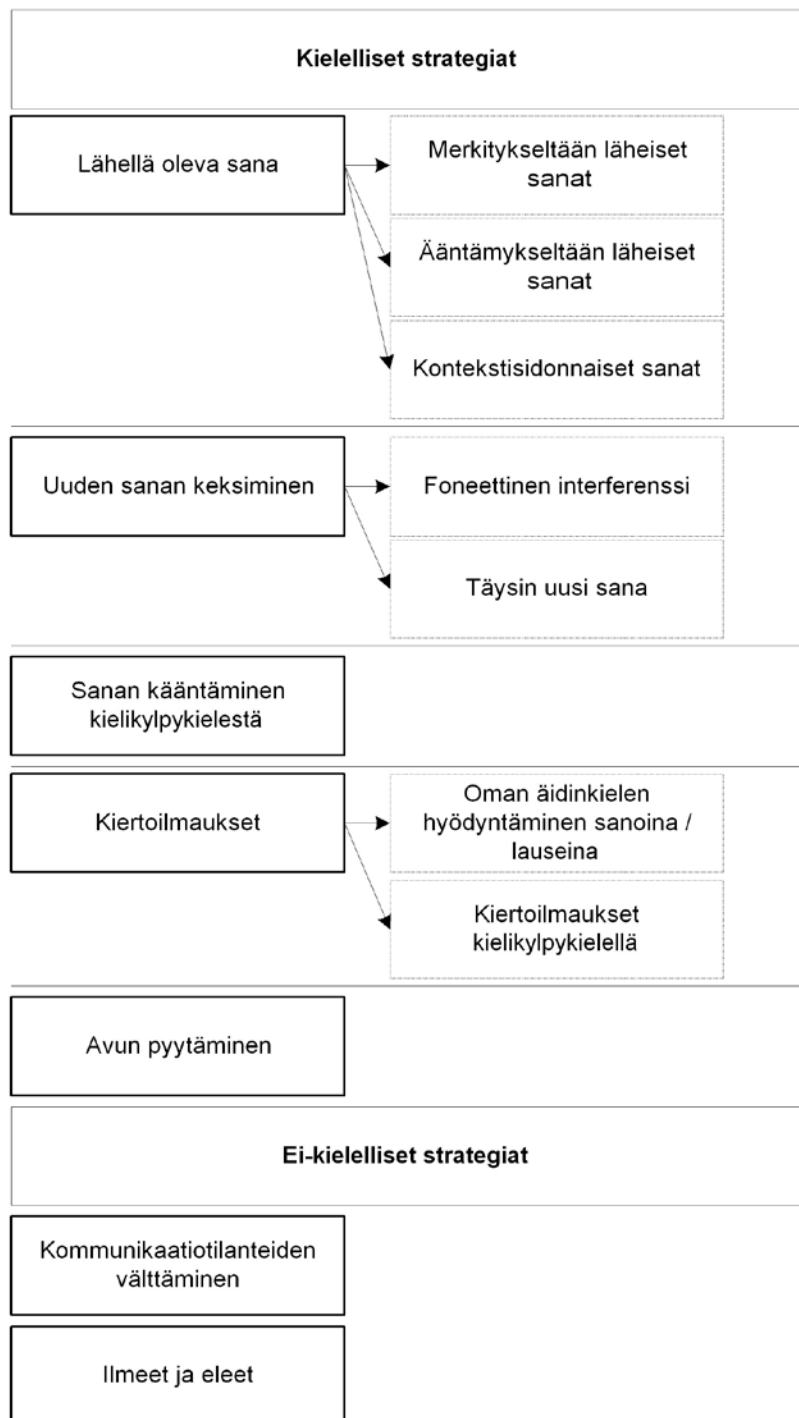 Kielelliset strategiat
Lähellä oleva sana
Merkitykseltään läheiset
sanat
Ääntämykseltään läheiset
sanat
Kontekstisidonnaiset sanat
Uuden sanan keksiminen
Foneettinen interferenssi
Täysin uusi sana
Sanan kääntäminen
kielikylpykielestä
Kiertoilmaukset
Oman äidinkielen
hyödyntäminen sanoina /
lauseina
Kiertoilmaukset
kielikylpykielellä
Avun pyytäminen
Ei-kielelliset strategiat
Kommunikaatiotilanteiden
välttäminen
Ilmeet ja eleet